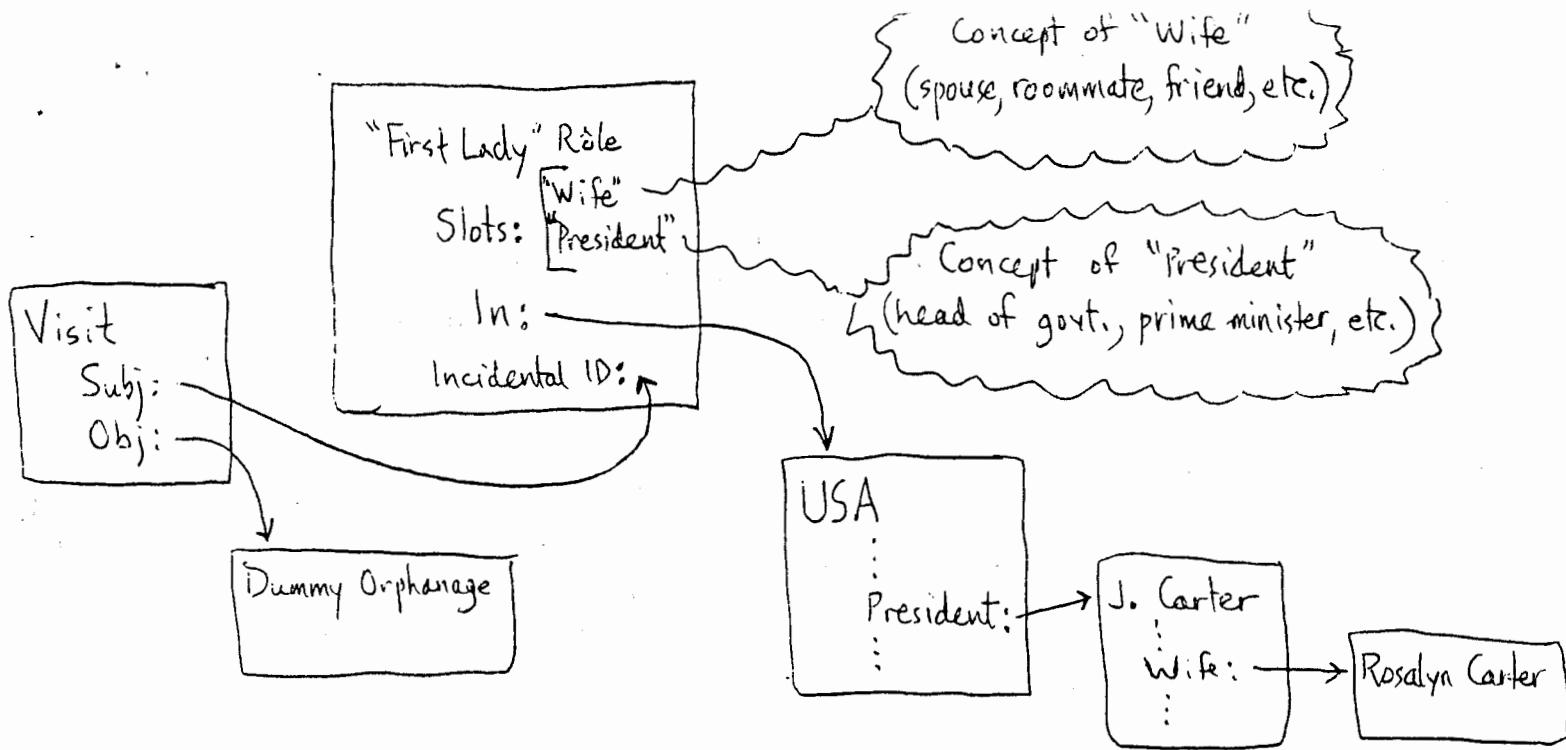 Concept of "Wife"
(spouse, roommate, friend, etc.)
"First Lady" Rôle
Slots: "Wife"
"President"
In:
Incidental ID:
Concept of "President"
(head of govt., prime minister, etc.)
Visit
Subj:
Obj:
Dummy Orphanage
USA
President:
J. Carter
Wife:
Rosalyn Carter